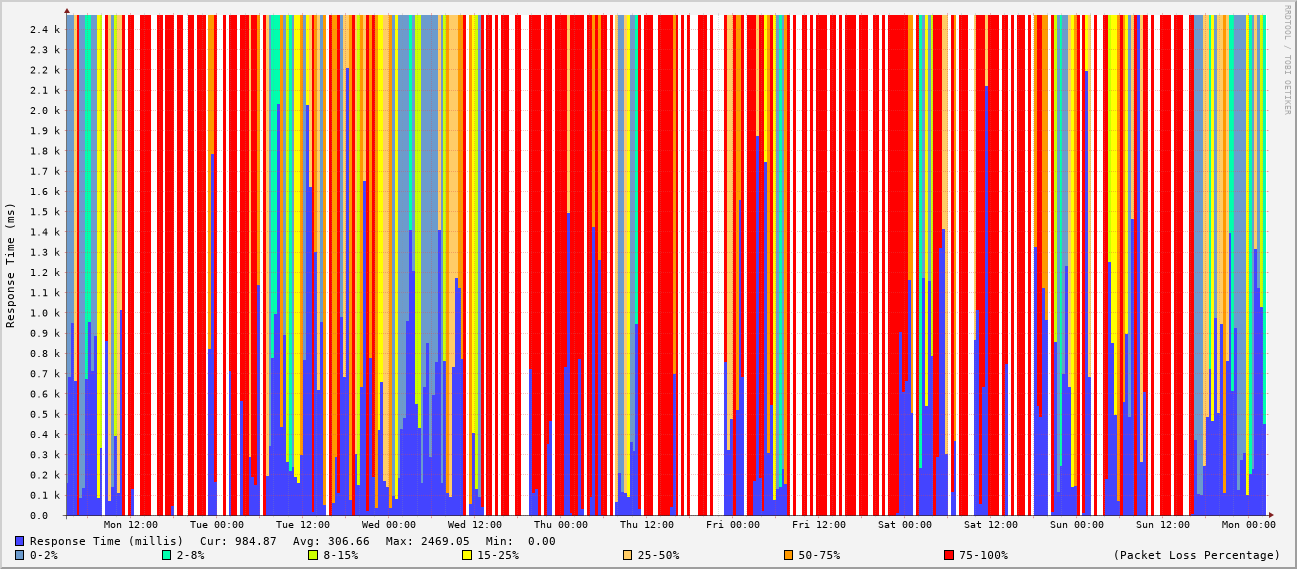 RRDTOOL / TOBI OETIKER
Response Time (ms)
2.4 k
2.3 k
2.2 k
2.1 k
2.0 k
1.9 k
1.8 k
1.7 k
1.6 k
1.5 k
1.4 k
1.3 k
1.2 k
1.1 k
1.0 k
0.9 k
0.8 k
0.7 k
0.6 k
0.5 k
0.4 k
0.3 k
0.2 k
0.1 k
0.0
Mon 12:00 Tue 00:00 Tue 12:00 Wed 00:00 Wed 12:00 Thu 00:00 Thu 12:00 Fri 00:00 Fri 12:00 Sat 00:00 Sat 12:00 Sun 00:00 Sun 12:00 Mon 00:00
Response Time (millis) Cur: 984.87 Avg: 306.66 Max: 2469.05 Min: 0.00
0-2% 2-8% 8-15% 15-25% 25-50% 50-75% 75-100% (Packet Loss Percentage)